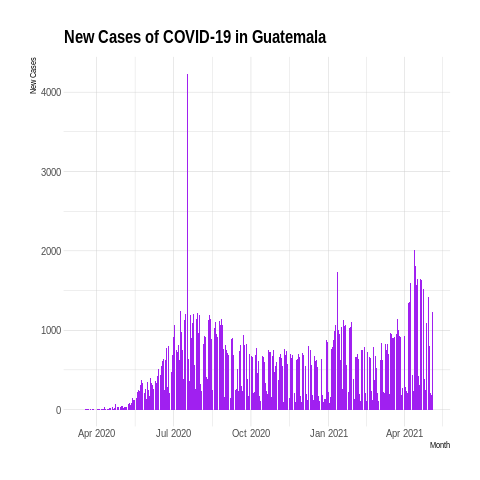 New Cases of COVID-19 in Guatemala
New Cases
4000
3000
2000
1000
0
Apr 2020 Jul 2020 Oct 2020 Jan 2021 Apr 2021
Month